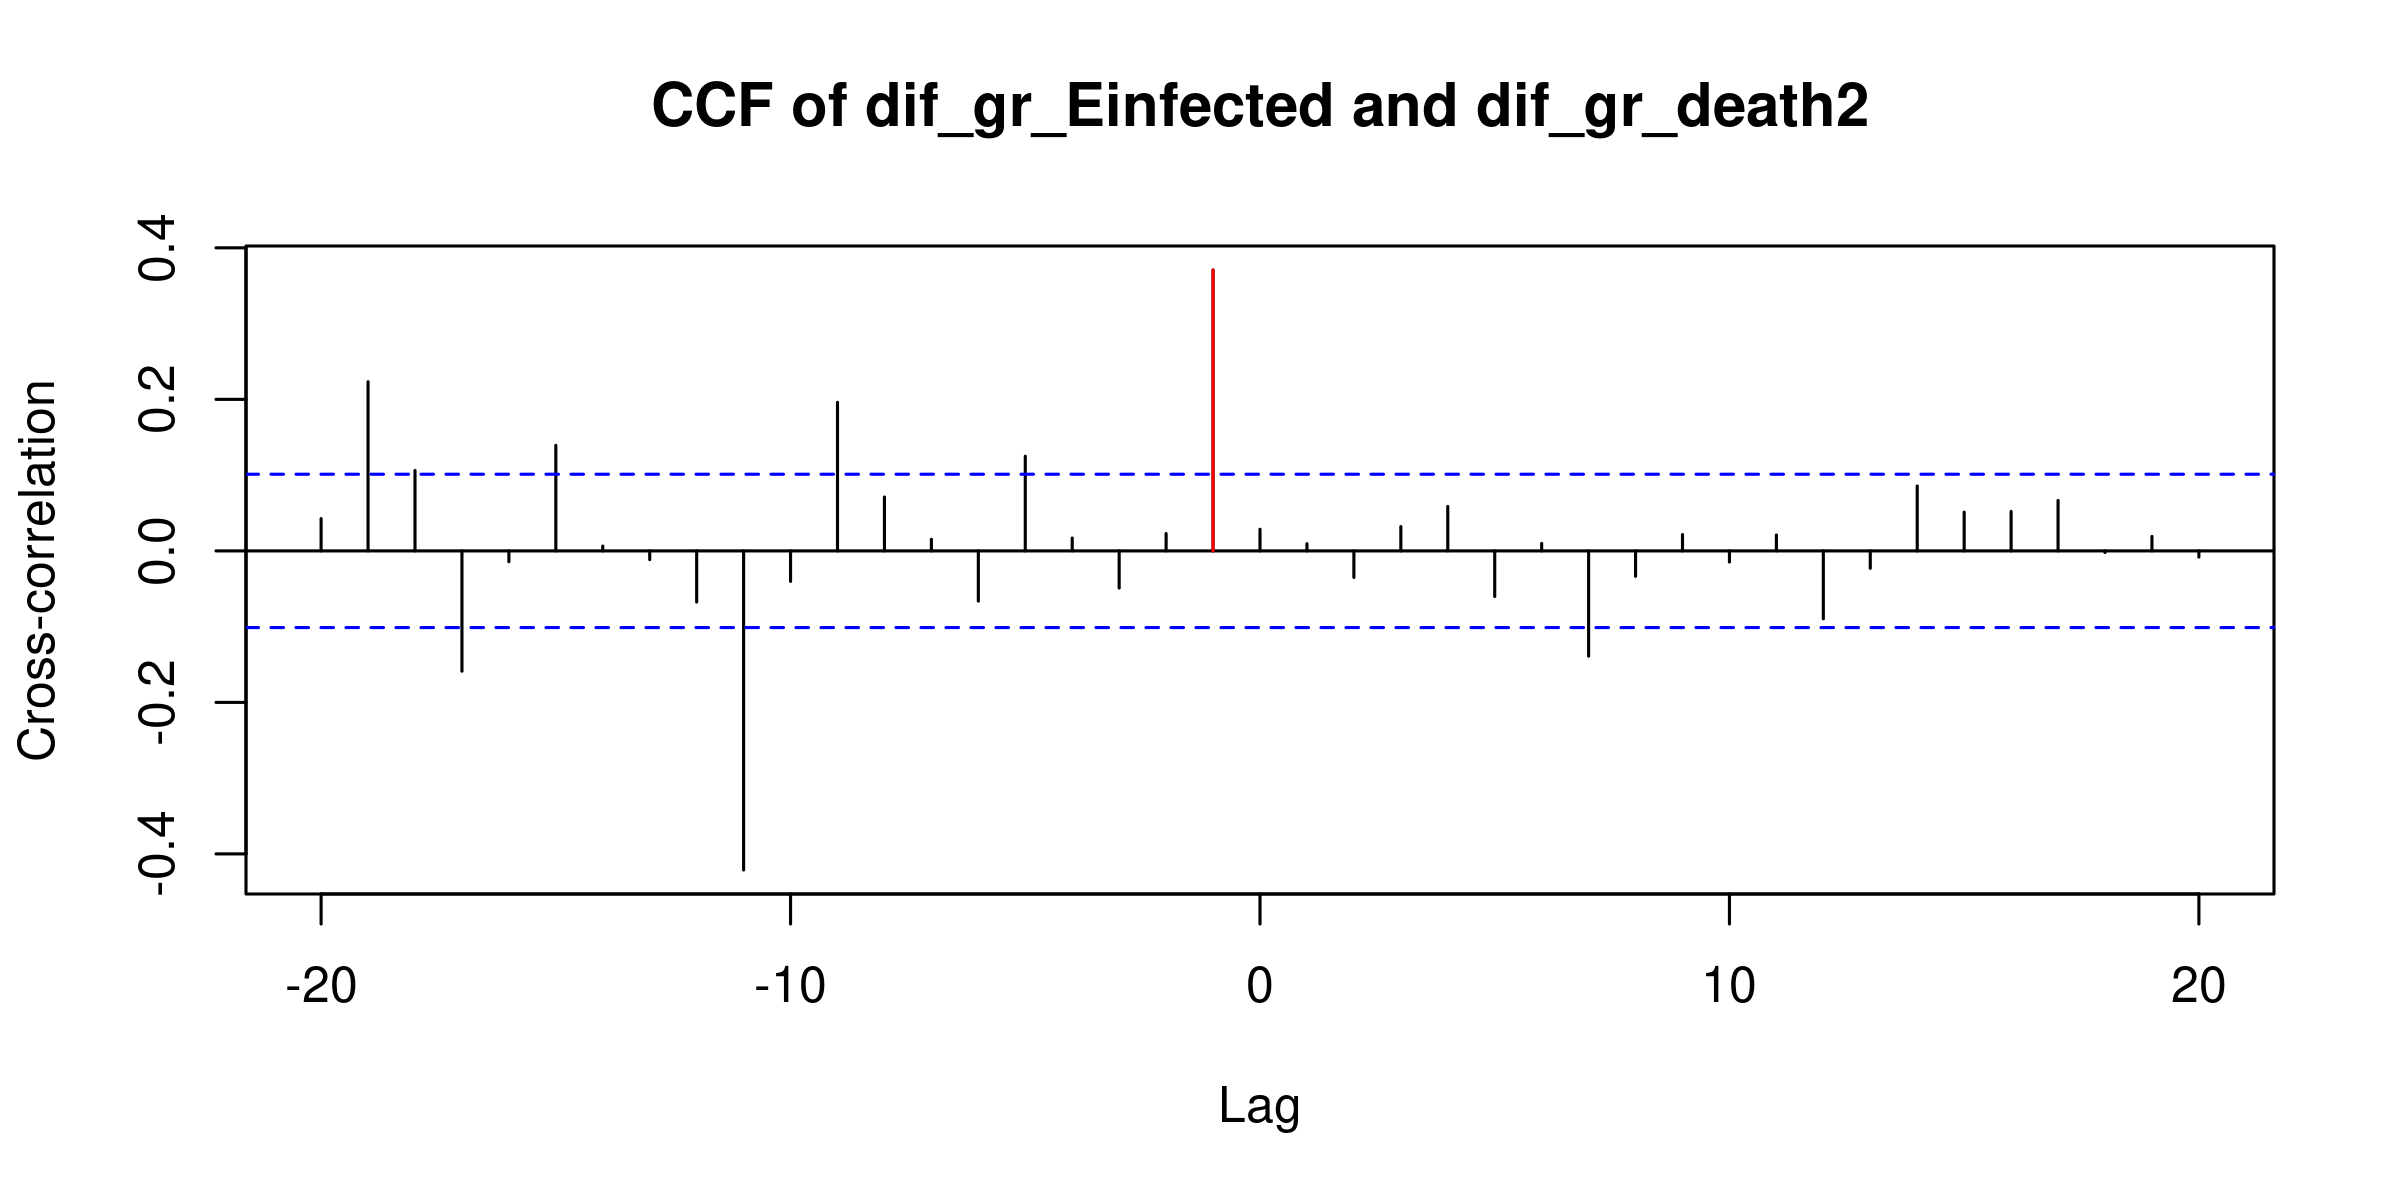 CCF of dif_gr_Einfected and dif_gr_death2
Cross-correlation
0.4
0.2
0.0
-0.2
-0.4
-20 -10 0 10 20
Lag